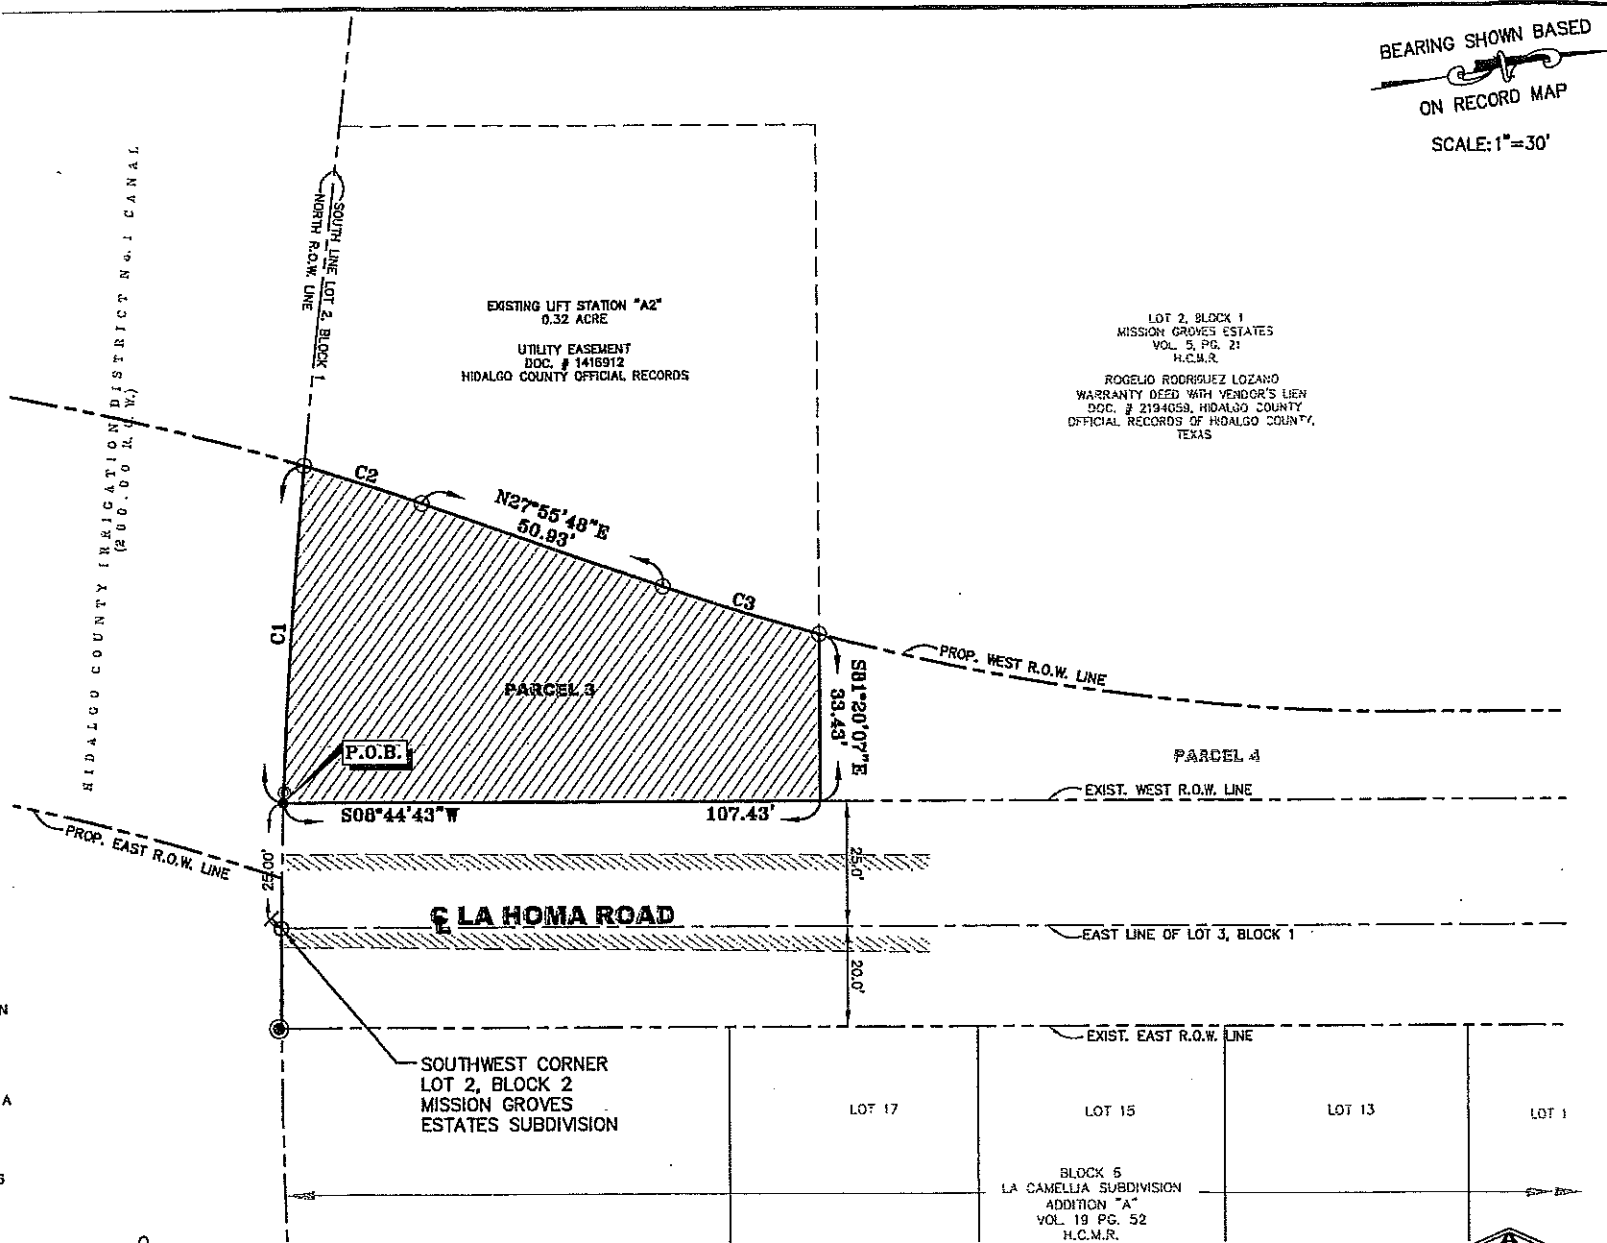 BEARING SHOWN BASED
ON RECORD MAP
SCALE: 1"=30'
HIDALGO COUNTY IRRIGATION DISTRICT No. 1 CANAL
(200.00 R.O.W.)
SOUTH LINE LOT 2, BLOCK 1
NORTH R.O.W. LINE
EXISTING LIFT STATION "A2"
0.32 ACRE
UTILITY EASEMENT
DOC. # 1416912
HIDALGO COUNTY OFFICIAL RECORDS
LOT 2, BLOCK 1
MISSION GROVES ESTATES
VOL. 5, PG. 21
H.C.M.R.
ROGELIO RODRIGUEZ LOZANO
WARRANTY DEED WITH VENDOR'S LIEN
DOC. # 2194059, HIDALGO COUNTY
OFFICIAL RECORDS OF HIDALGO COUNTY,
TEXAS
C2
N27°55'48"E
50.93'
C3
C1
PARCEL 3
S81°20'07"E
33.43'
PROP. WEST R.O.W. LINE
PARCEL 4
P.O.B.
EXIST. WEST R.O.W. LINE
S08°44'43"W
107.43'
PROP. EAST R.O.W. LINE
25.00'
25.0'
℄ LA HOMA ROAD
EAST LINE OF LOT 3, BLOCK 1
20.0'
N
EXIST. EAST R.O.W. LINE
SOUTHWEST CORNER
LOT 2, BLOCK 2
MISSION GROVES
ESTATES SUBDIVISION
A
LOT 17
LOT 15
LOT 13
LOT 1
BLOCK 5
LA CAMELLIA SUBDIVISION
ADDITION "A"
VOL. 19 PG. 52
H.C.M.R.
A